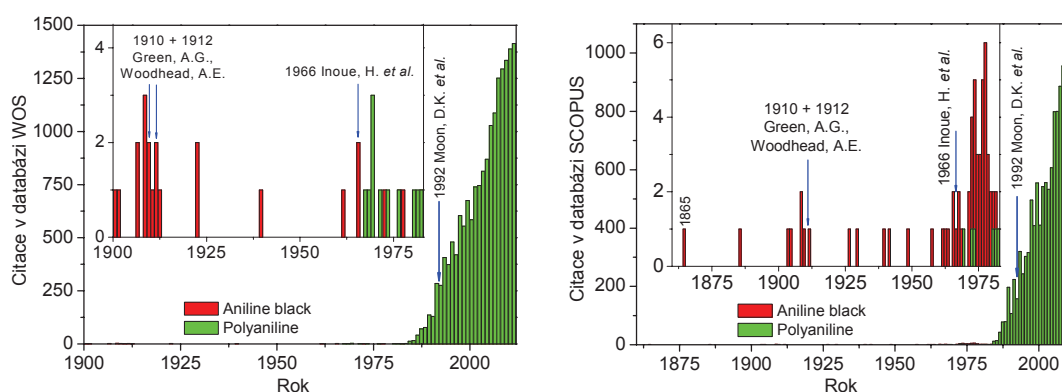 Citace v databázi WOS
1500
1250
1000
750
500
250
0
4
2
0
1910 + 1912
Green, A.G.,
Woodhead, A.E.
1966 Inoue, H. et al.
1992 Moon, D.K. et al.
1900
1925
1950
1975
Aniline black
Polyaniline
1900
1925
1950
1975
2000
Rok
Citace v databázi SCOPUS
1000
800
600
400
200
0
6
4
2
0
1865
1910 + 1912
Green, A.G.,
Woodhead, A.E.
1966 Inoue, H. et al.
1992 Moon, D.K. et al.
1875
1900
1925
1950
1975
Aniline black
Polyaniline
1875
1900
1925
1950
1975
Rok